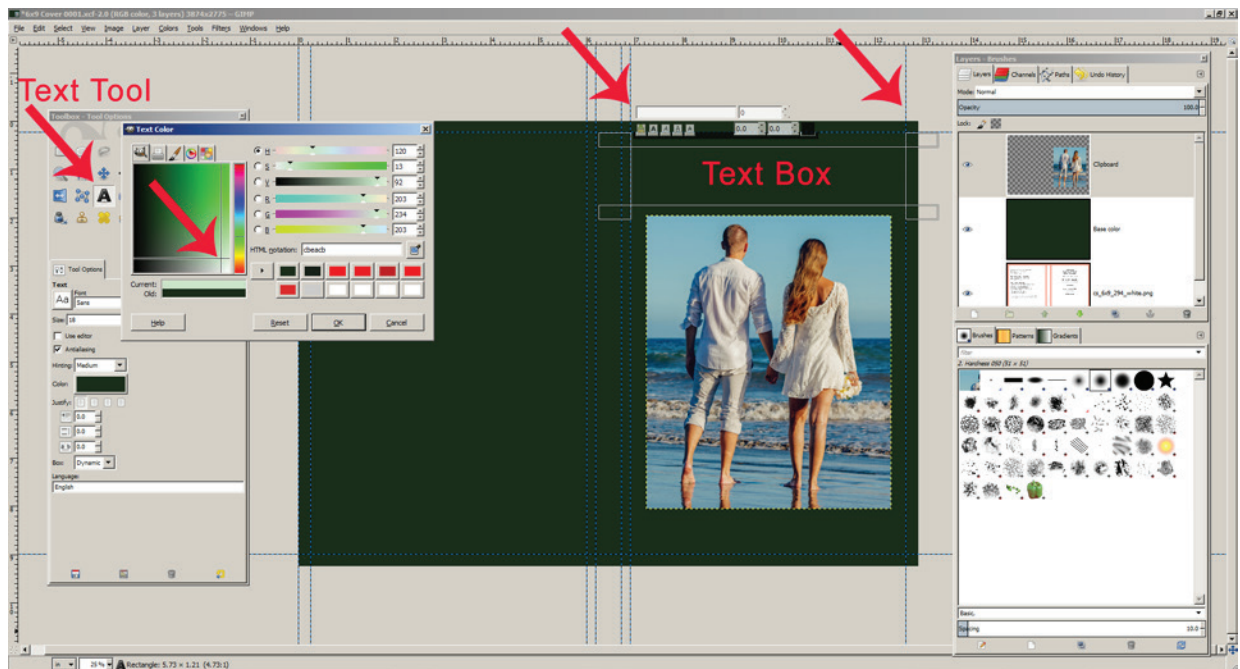 *6x9 Cover 0001.xcf-2.0 (RGB color, 3 layers) 3874x2775 – GIMP
File Edit Select View Image Layer Colors Tools Filters Windows Help
Text Tool
Toolbox - Tool Options
Text Color
H 120
S 13
V 92
R 203
G 234
B 203
HTML notation: cbeacb
Current:
Old:
Help Reset OK Cancel
Tool Options
Text
Aa Font
Sans
Size: 18
Use editor
Antialiasing
Hinting: Medium
Color:
Justify:
0.0
0.0
0.0
Box: Dynamic
Language:
English
0
0.0 0.0
Text Box
Layers - Brushes
Layers Channels Paths Undo History
Mode: Normal
Opacity 100.0
Lock:
Clipboard
Base color
cs_6x9_294_white.png
Brushes Patterns Gradients
filter
2. Hardness 050 (51 × 51)
Basic,
Spacing 10.0
in 25 % Rectangle: 5.73 × 1.21 (4.73:1)